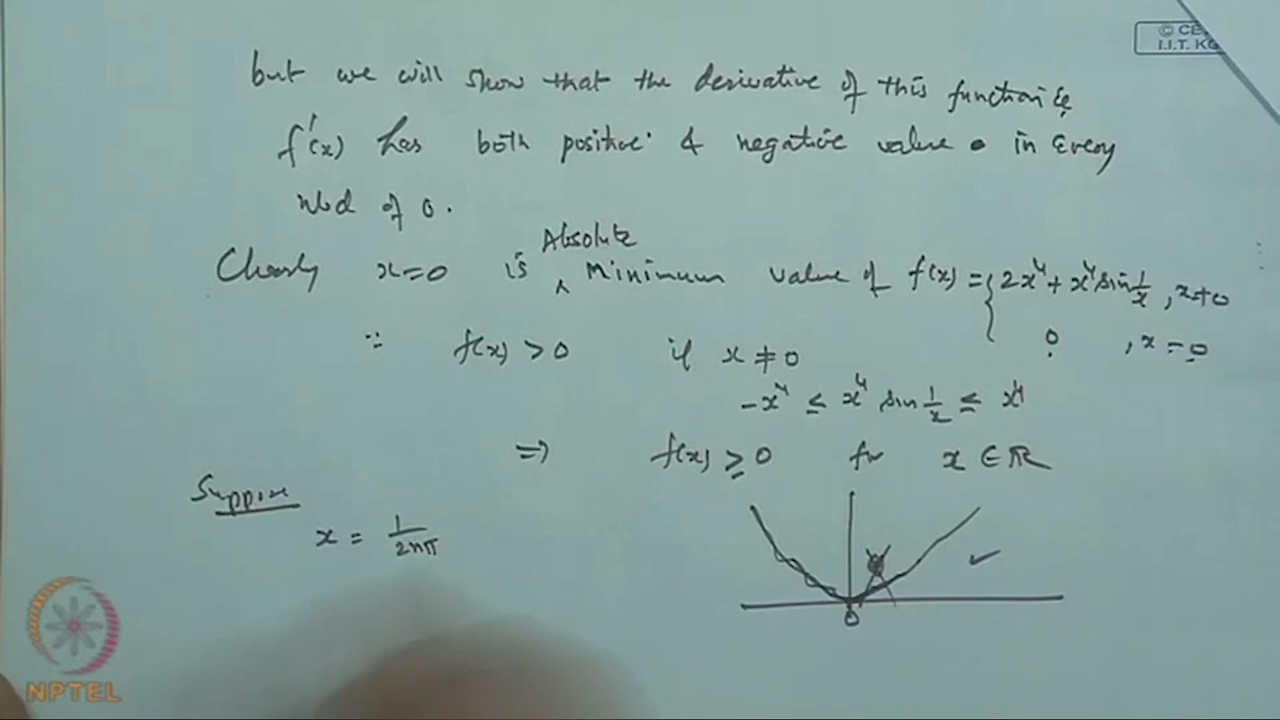 © CE
I.I.T. KG
but we will show that the derivative of this function is
f'(x) has both positive & negative value in Every
nbd of 0.
Clearly x=0 is Absolute Minimum value of f(x) = { 2x⁴ + x⁴ sin 1/x , x≠0
0 , x=0
∵ f(x) > 0 if x ≠ 0
-x⁴ ≤ x⁴ sin 1/x ≤ x⁴
⇒ f(x) ≥ 0 for x ∈ R
Suppose
x = 1/2nπ
0
NPTEL